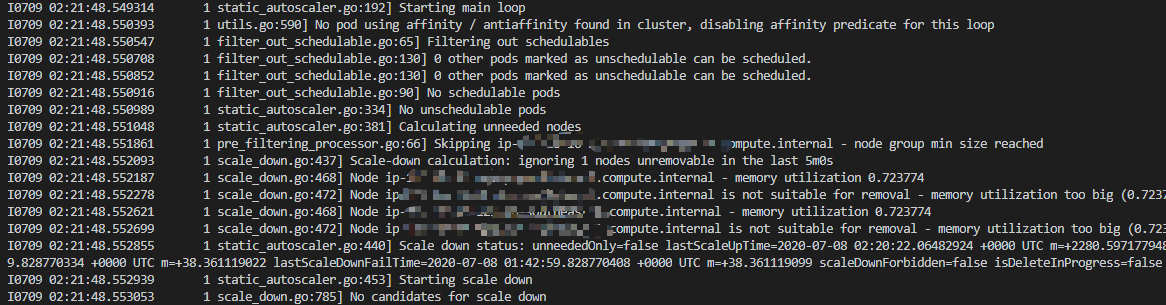 I0709 02:21:48.549314       1 static_autoscaler.go:192] Starting main loop
I0709 02:21:48.550393       1 utils.go:590] No pod using affinity / antiaffinity found in cluster, disabling affinity predicate for this loop
I0709 02:21:48.550547       1 filter_out_schedulable.go:65] Filtering out schedulables
I0709 02:21:48.550708       1 filter_out_schedulable.go:130] 0 other pods marked as unschedulable can be scheduled.
I0709 02:21:48.550852       1 filter_out_schedulable.go:130] 0 other pods marked as unschedulable can be scheduled.
I0709 02:21:48.550916       1 filter_out_schedulable.go:90] No schedulable pods
I0709 02:21:48.550989       1 static_autoscaler.go:334] No unschedulable pods
I0709 02:21:48.551048       1 static_autoscaler.go:381] Calculating unneeded nodes
I0709 02:21:48.551861       1 pre_filtering_processor.go:66] Skipping ip- ompute.internal - node group min size reached
I0709 02:21:48.552093       1 scale_down.go:437] Scale-down calculation: ignoring 1 nodes unremovable in the last 5m0s
I0709 02:21:48.552187       1 scale_down.go:468] Node ip- .compute.internal - memory utilization 0.723774
I0709 02:21:48.552278       1 scale_down.go:472] Node ip .compute.internal is not suitable for removal - memory utilization too big (0.7237
I0709 02:21:48.552621       1 scale_down.go:468] Node ip- .compute.internal - memory utilization 0.723774
I0709 02:21:48.552699       1 scale_down.go:472] Node ip .compute.internal is not suitable for removal - memory utilization too big (0.723
I0709 02:21:48.552855       1 static_autoscaler.go:440] Scale down status: unneededOnly=false lastScaleUpTime=2020-07-08 02:20:22.06482924 +0000 UTC m=+2280.597177948
9.828770334 +0000 UTC m=+38.361119022 lastScaleDownFailTime=2020-07-08 01:42:59.828770408 +0000 UTC m=+38.361119099 scaleDownForbidden=false isDeleteInProgress=false
I0709 02:21:48.552939       1 static_autoscaler.go:453] Starting scale down
I0709 02:21:48.553053       1 scale_down.go:785] No candidates for scale down